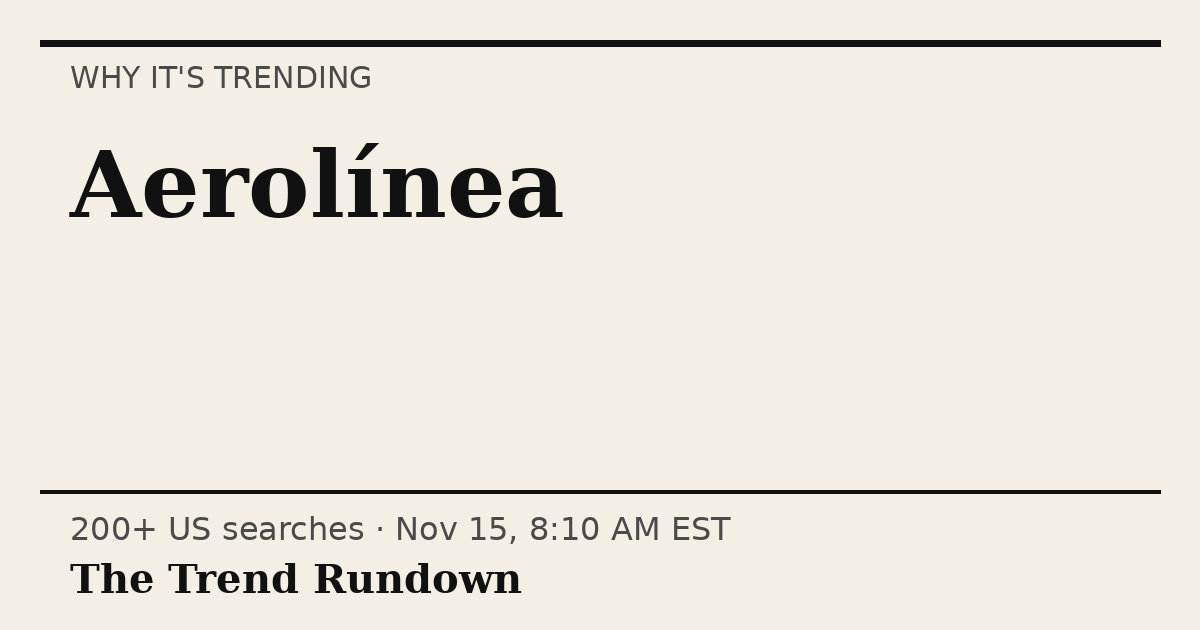 WHY IT'S TRENDING
Aerolínea
200+ US searches · Nov 15, 8:10 AM EST
The Trend Rundown